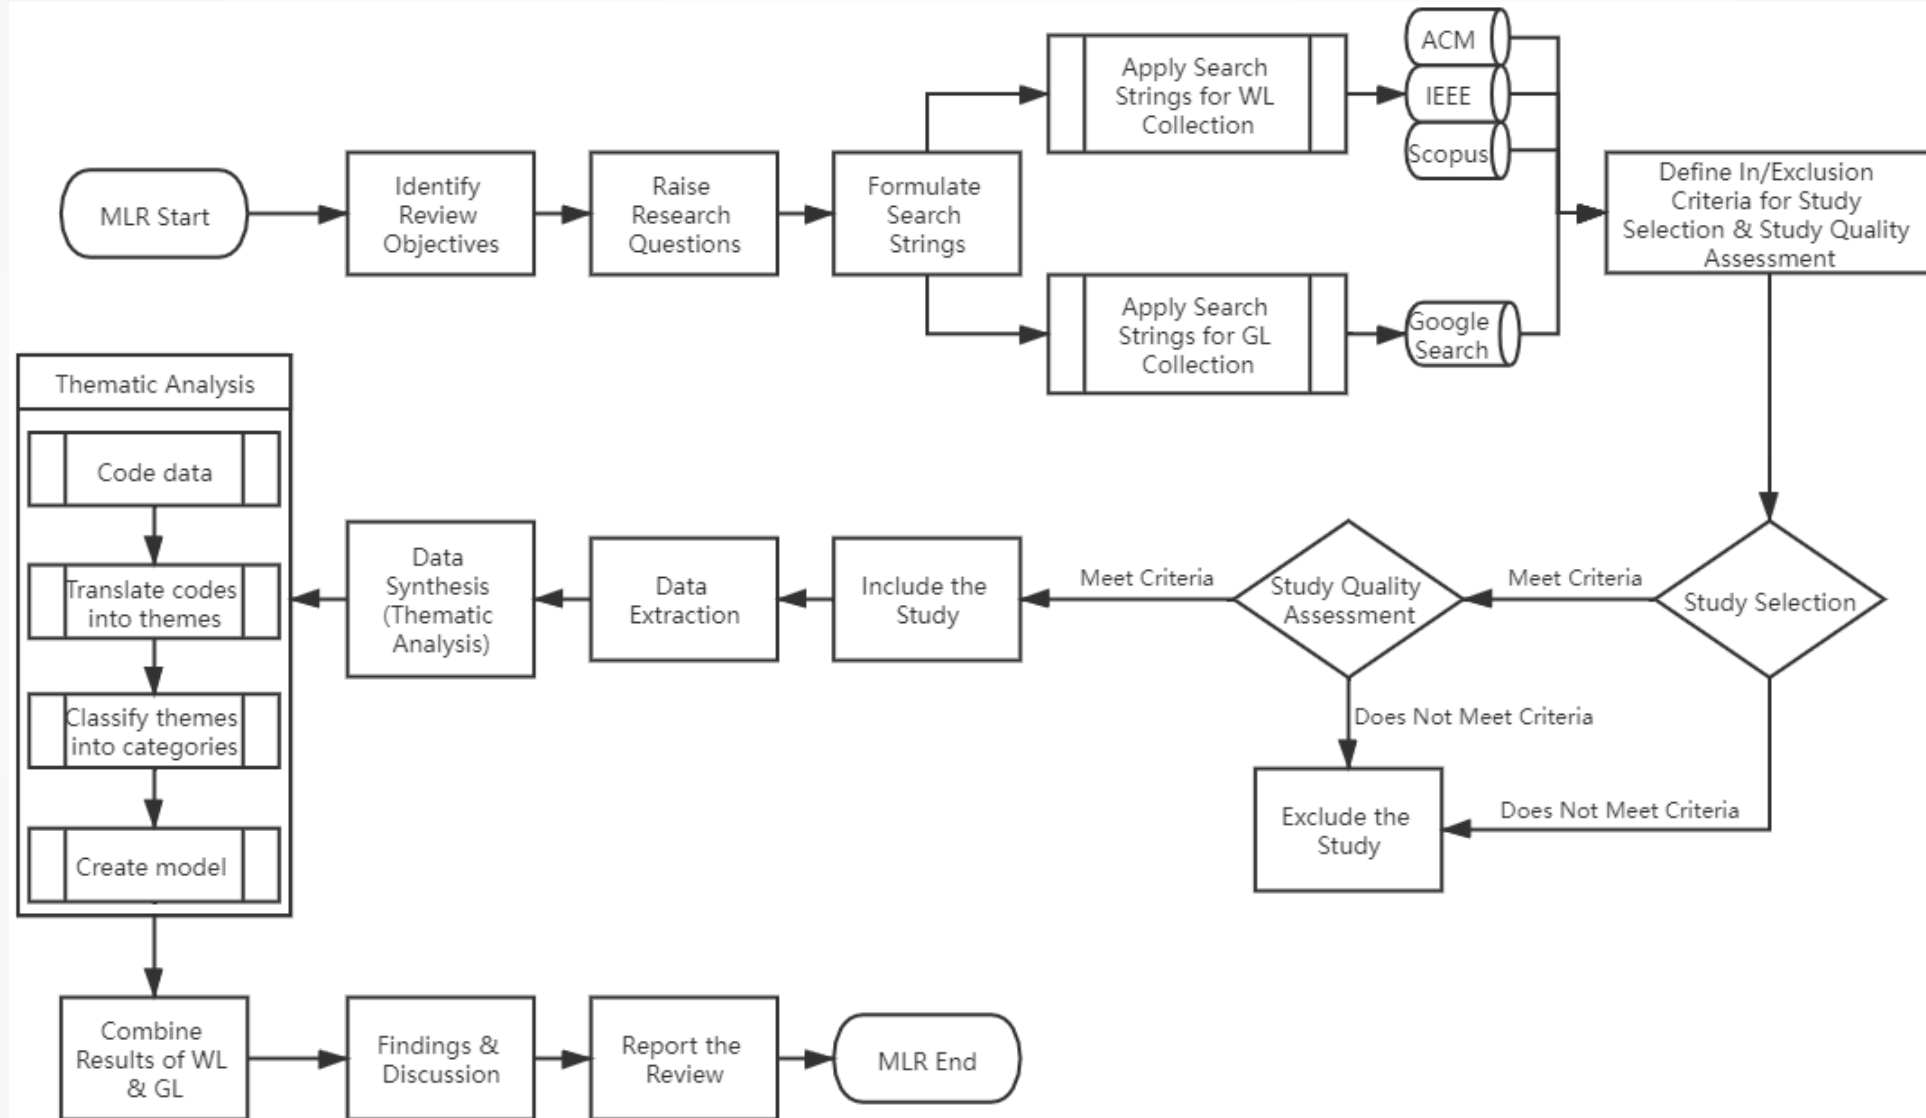 MLR Start
Identify
Review
Objectives
Raise
Research
Questions
Formulate
Search
Strings
Apply Search
Strings for WL
Collection
ACM
IEEE
Scopus
Apply Search
Strings for GL
Collection
Google
Search
Define In/Exclusion
Criteria for Study
Selection & Study Quality
Assessment
Study Selection
Meet Criteria
Does Not Meet Criteria
Study Quality
Assessment
Meet Criteria
Does Not Meet Criteria
Exclude the
Study
Include the
Study
Data
Extraction
Data
Synthesis
(Thematic
Analysis)
Thematic Analysis
Code data
Translate codes
into themes
Classify themes
into categories
Create model
Combine
Results of WL
& GL
Findings &
Discussion
Report the
Review
MLR End